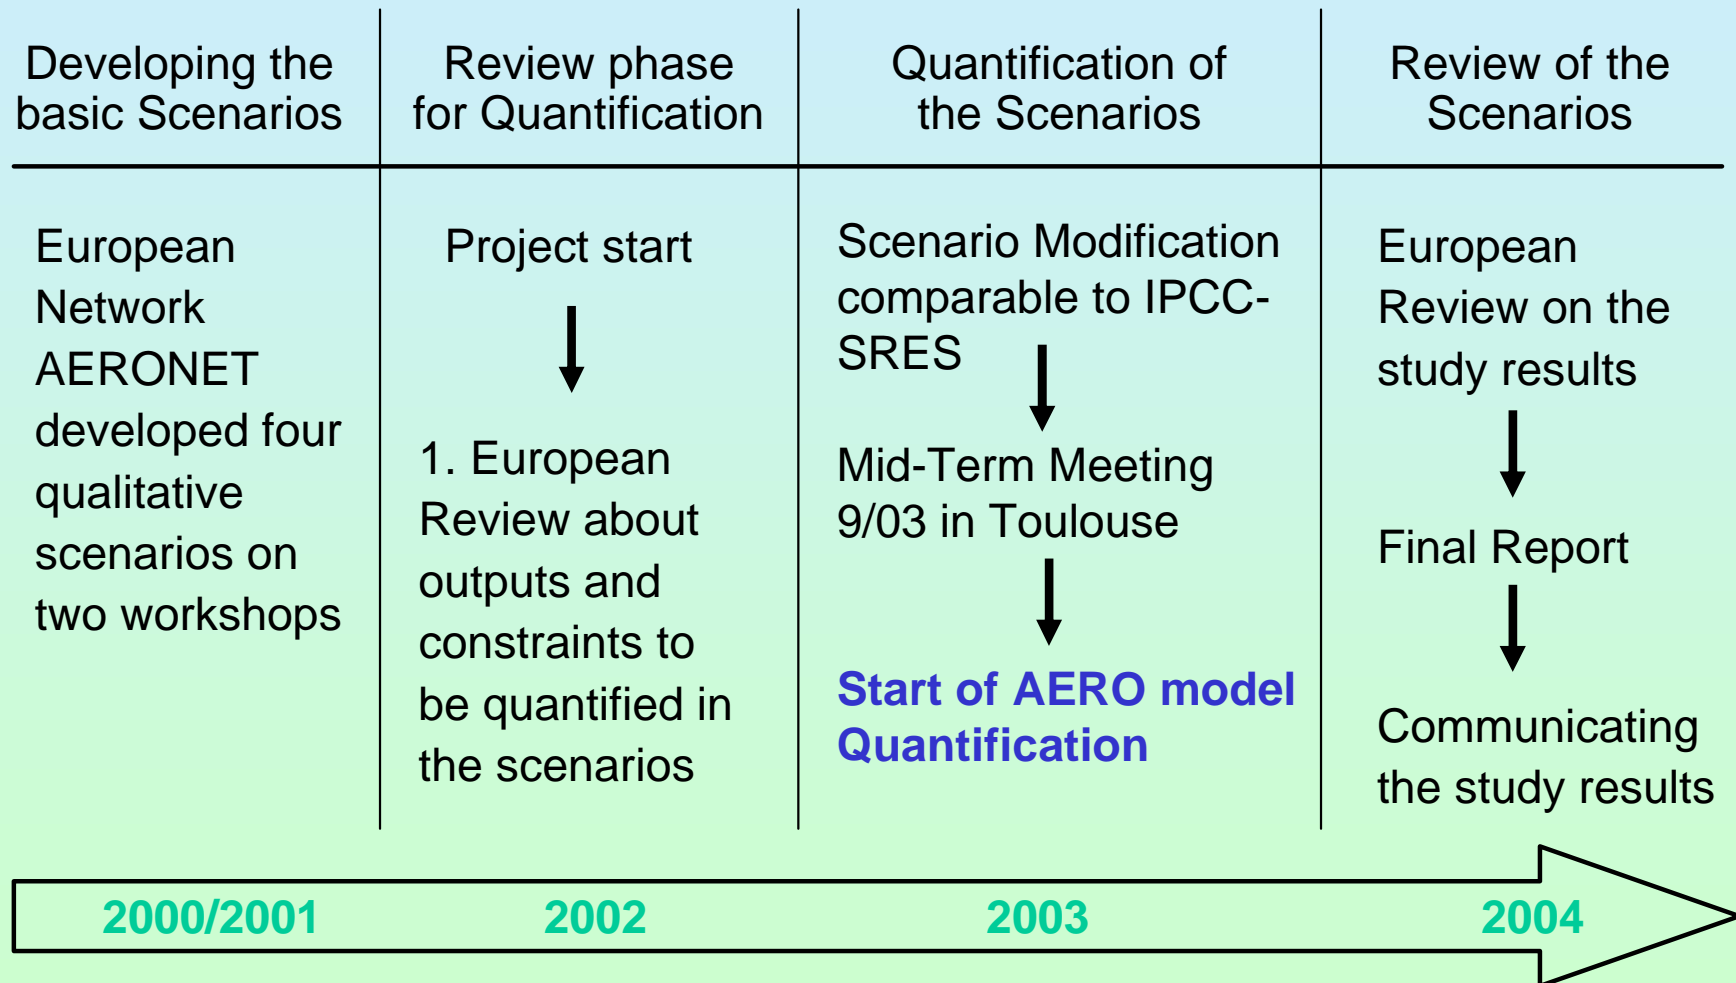 Developing the
basic Scenarios
Review phase
for Quantification
Quantification of
the Scenarios
Review of the
Scenarios
European
Network
AERONET
developed four
qualitative
scenarios on
two workshops
Project start
1. European
Review about
outputs and
constraints to
be quantified in
the scenarios
Scenario Modification
comparable to IPCC-
SRES
Mid-Term Meeting
9/03 in Toulouse
Start of AERO model
Quantification
European
Review on the
study results
Final Report
Communicating
the study results
2000/2001
2002
2003
2004